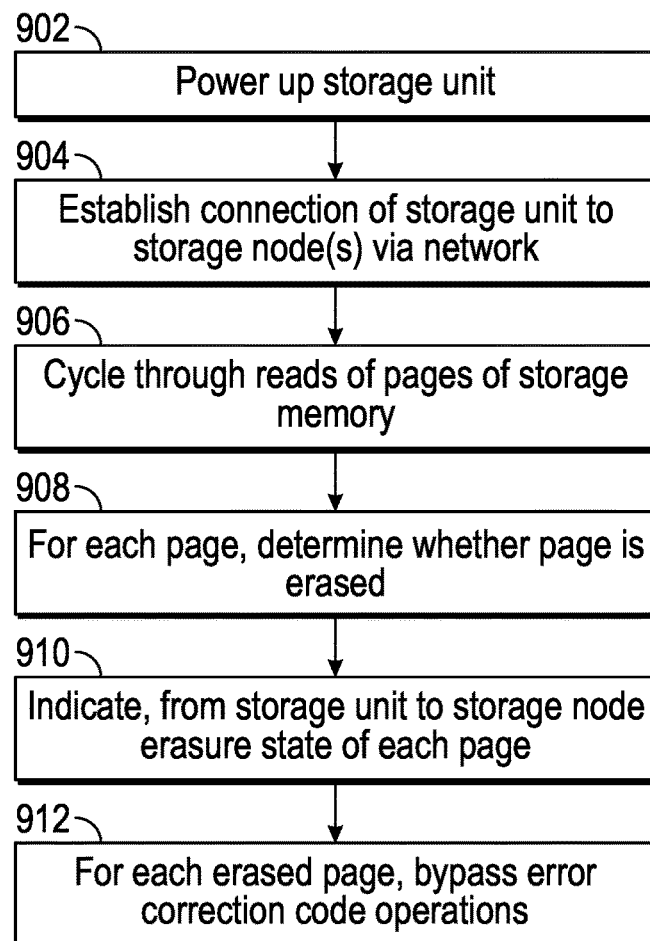 902
Power up storage unit
904
Establish connection of storage unit to
storage node(s) via network
906
Cycle through reads of pages of storage
memory
908
For each page, determine whether page is
erased
910
Indicate, from storage unit to storage node
erasure state of each page
912
For each erased page, bypass error
correction code operations